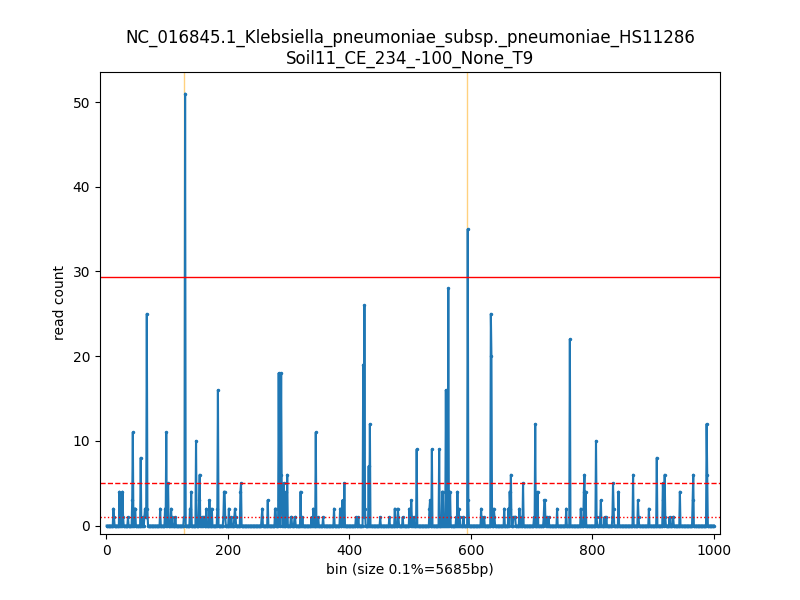 NC_016845.1_Klebsiella_pneumoniae_subsp._pneumoniae_HS11286
Soil11_CE_234_-100_None_T9
50
40
30
20
10
0
read count
0 200 400 600 800 1000
bin (size 0.1%=5685bp)